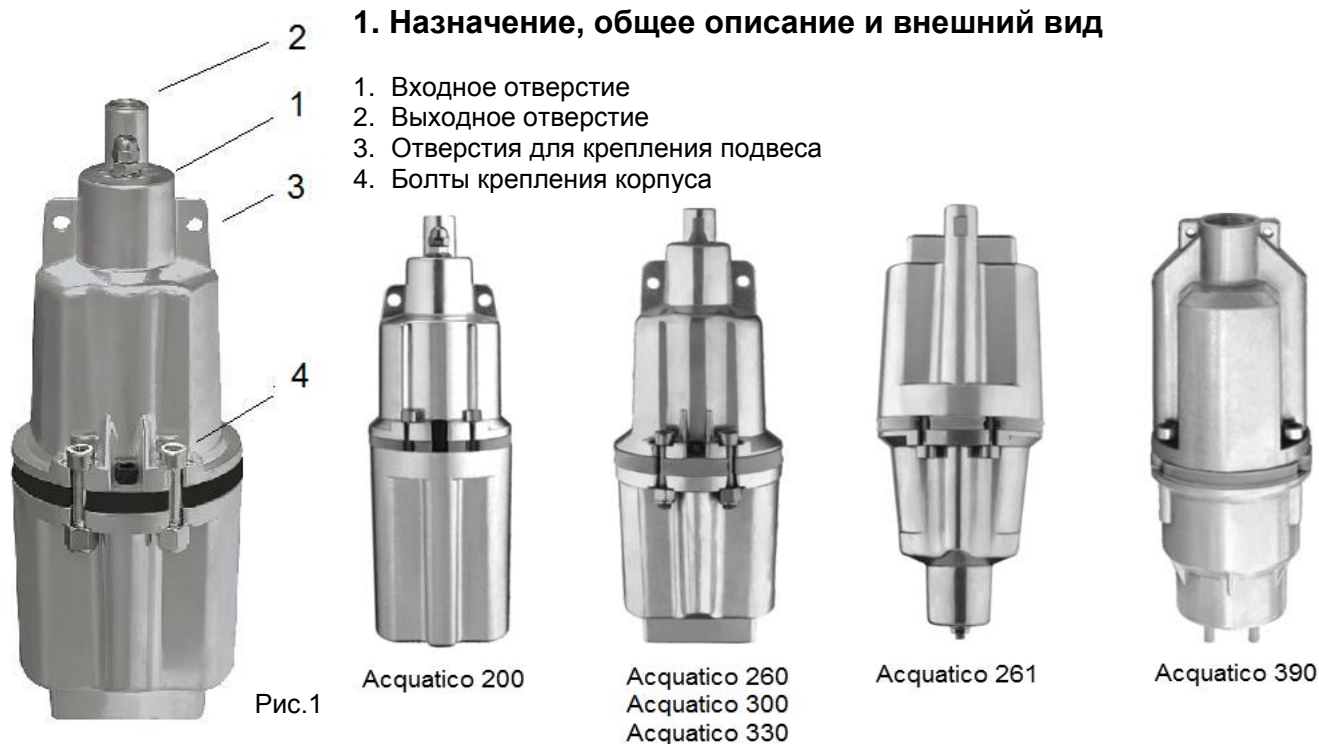 1. Назначение, общее описание и внешний вид
2
1
3
4
1. Входное отверстие
2. Выходное отверстие
3. Отверстия для крепления подвеса
4. Болты крепления корпуса
Рис.1
Acquatico 200
Acquatico 260
Acquatico 300
Acquatico 330
Acquatico 261
Acquatico 390